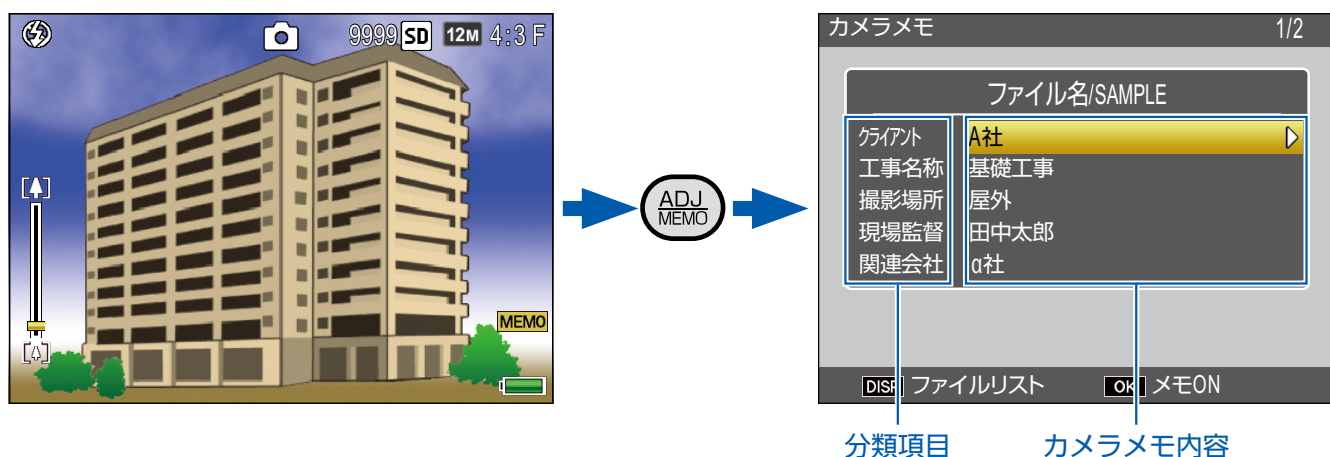 9999 SD 12M 4:3 F
MEMO
ADJ
MEMO
カメラメモ 1/2
ファイル名/SAMPLE
クライアント A社
工事名称 基礎工事
撮影場所 屋外
現場監督 田中太郎
関連会社 α社
DISP ファイルリスト OK メモON
分類項目 カメラメモ内容